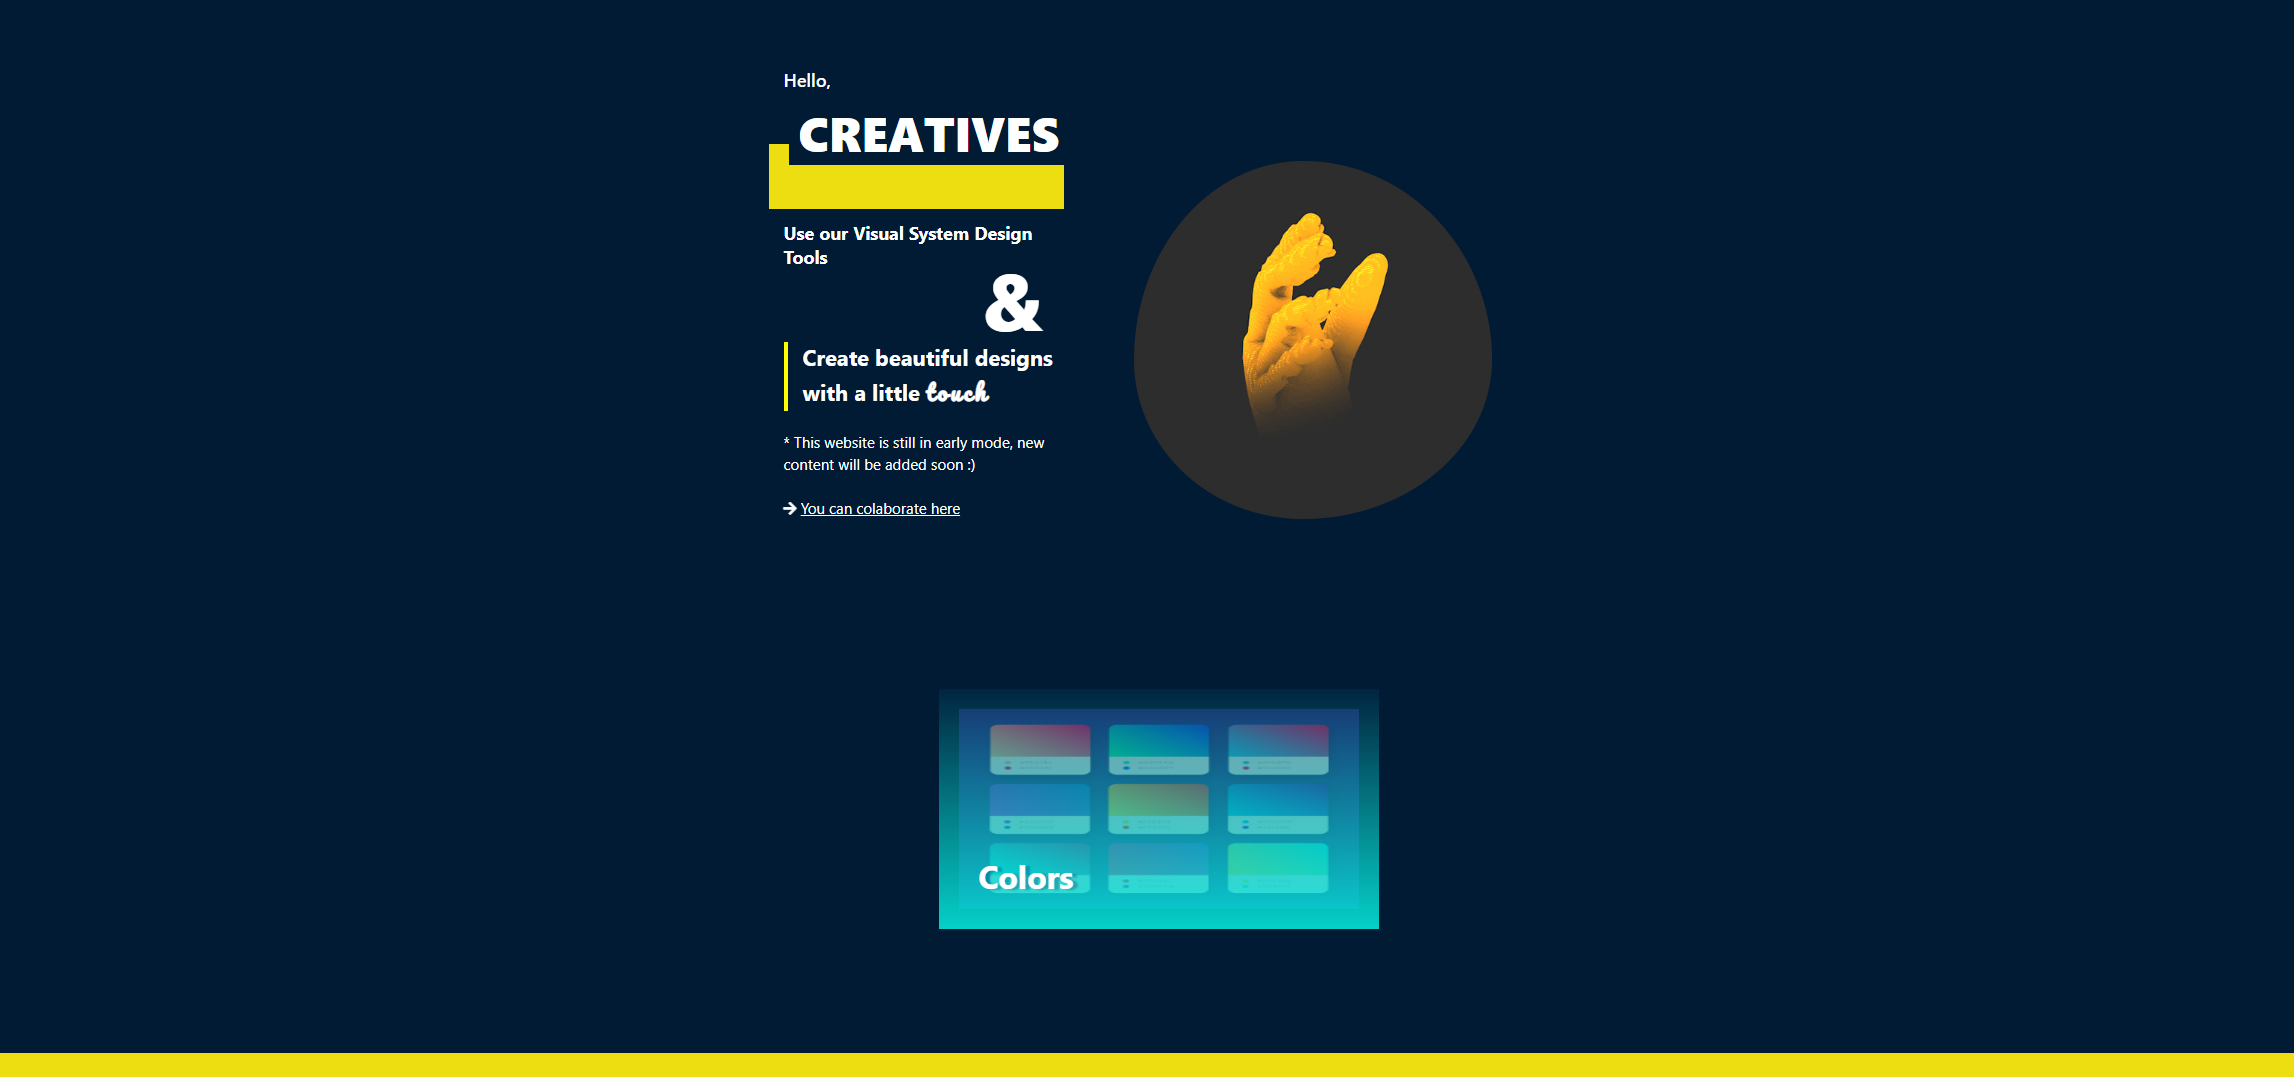 Hello,
CREATIVES
Use our Visual System Design
Tools
&
Create beautiful designs
with a little touch
* This website is still in early mode, new
content will be added soon :)
→ You can colaborate here
Colors